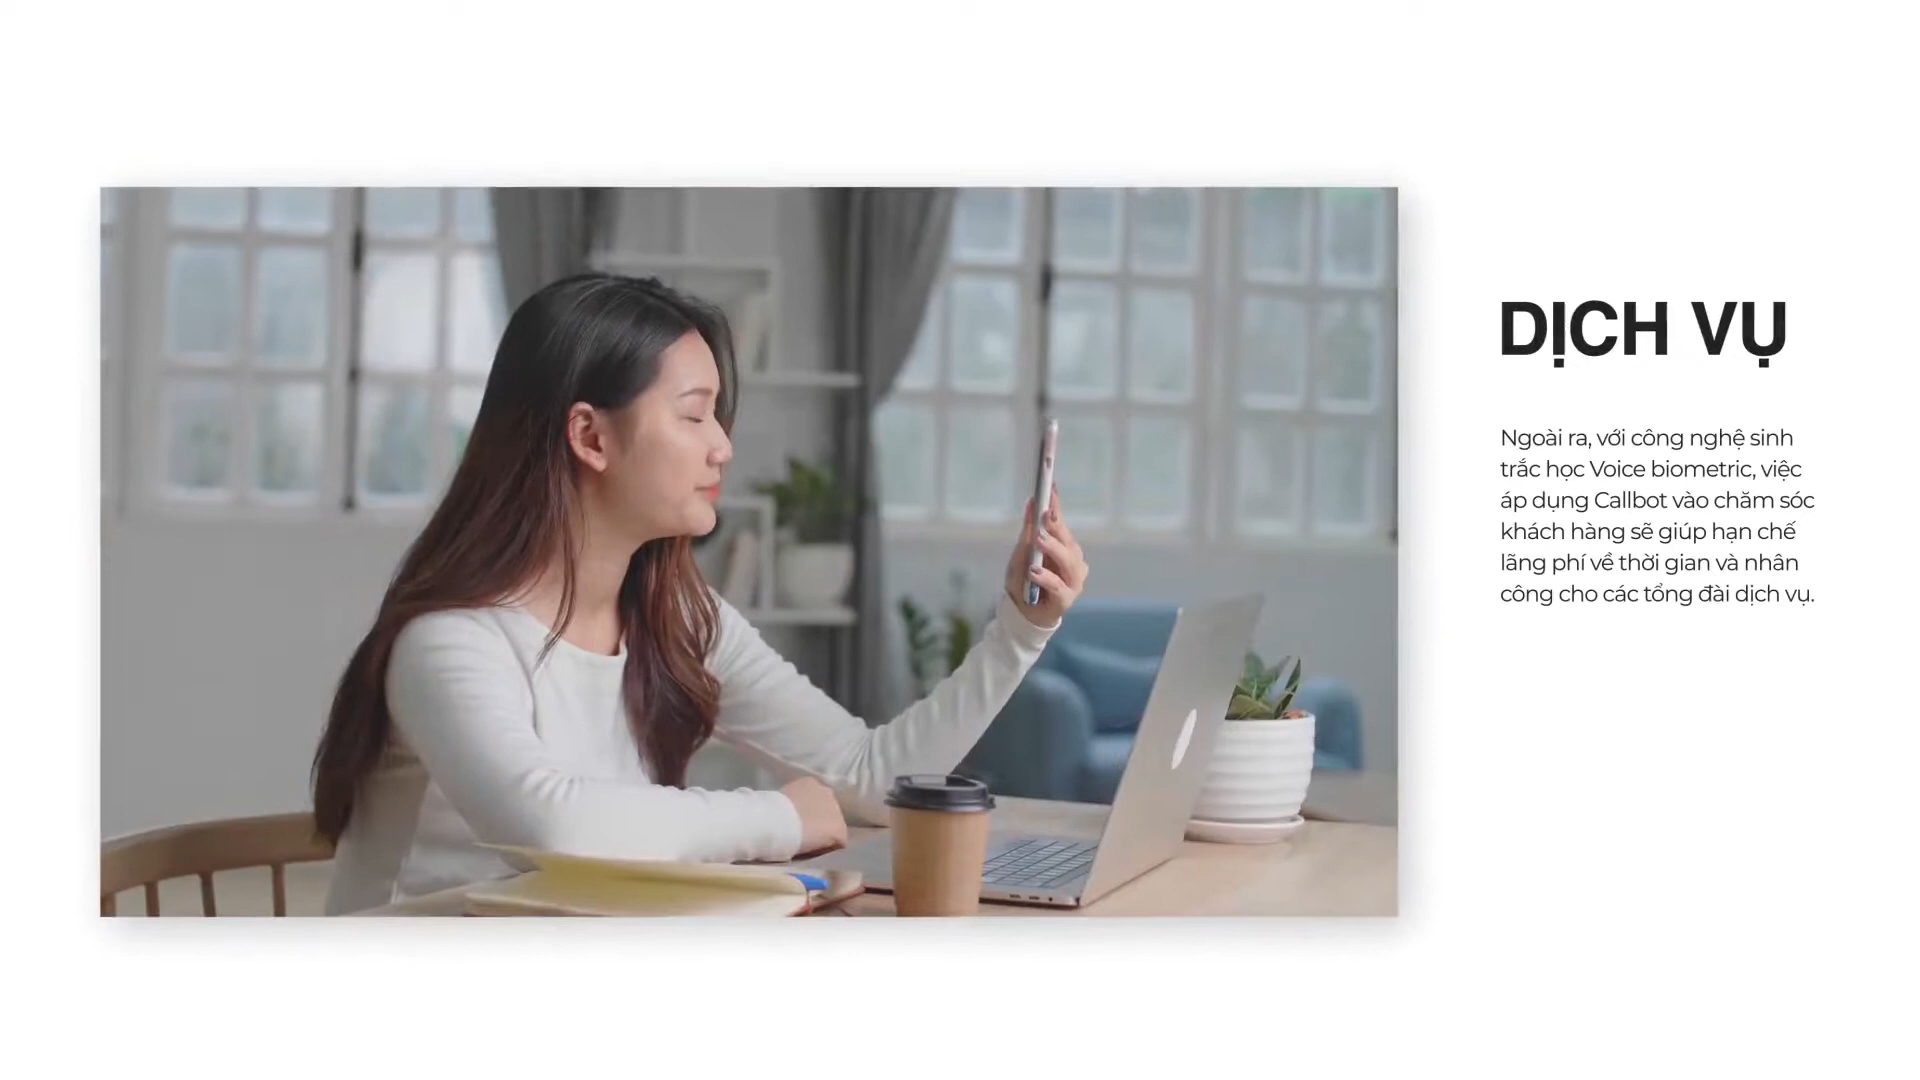 DỊCH VỤ
Ngoài ra, với công nghệ sinh
trắc học Voice biometric, việc
áp dụng Callbot vào chăm sóc
khách hàng sẽ giúp hạn chế
lãng phí về thời gian và nhân
công cho các tổng đài dịch vụ.